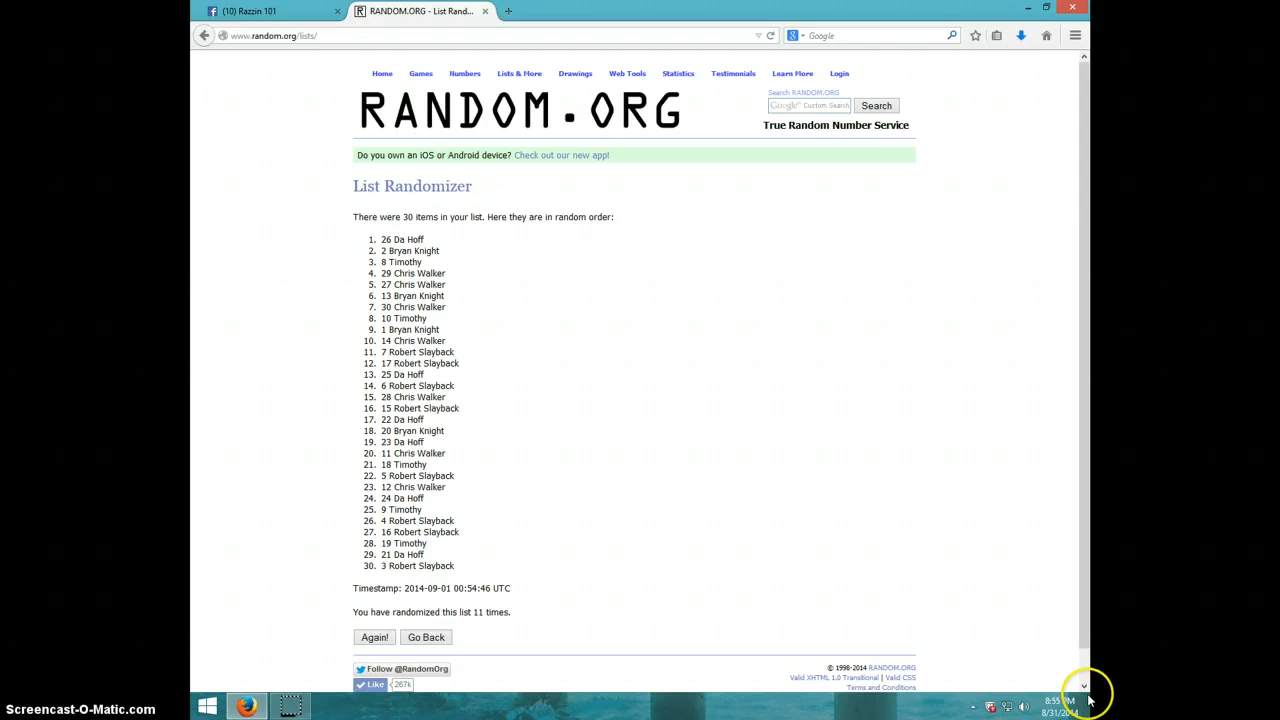 (10) Razzin 101
RANDOM.ORG - List Rand...
www.random.org/lists/
Google
Home Games Numbers Lists & More Drawings Web Tools Statistics Testimonials Learn More Login
Search RANDOM.ORG
RANDOM.ORG
Google™ Custom Search Search
True Random Number Service
Do you own an iOS or Android device? Check out our new app!
List Randomizer
There were 30 items in your list. Here they are in random order:
1. 26 Da Hoff
2. 2 Bryan Knight
3. 8 Timothy
4. 29 Chris Walker
5. 27 Chris Walker
6. 13 Bryan Knight
7. 30 Chris Walker
8. 10 Timothy
9. 1 Bryan Knight
10. 14 Chris Walker
11. 7 Robert Slayback
12. 17 Robert Slayback
13. 25 Da Hoff
14. 6 Robert Slayback
15. 28 Chris Walker
16. 15 Robert Slayback
17. 22 Da Hoff
18. 20 Bryan Knight
19. 23 Da Hoff
20. 11 Chris Walker
21. 18 Timothy
22. 5 Robert Slayback
23. 12 Chris Walker
24. 24 Da Hoff
25. 9 Timothy
26. 4 Robert Slayback
27. 16 Robert Slayback
28. 19 Timothy
29. 21 Da Hoff
30. 3 Robert Slayback
Timestamp: 2014-09-01 00:54:46 UTC
You have randomized this list 11 times.
Again! Go Back
Follow @RandomOrg
Like 267k
© 1998-2014 RANDOM.ORG
Valid XHTML 1.0 Transitional | Valid CSS
Terms and Conditions
8:55 PM
8/31/2014
Screencast-O-Matic.com